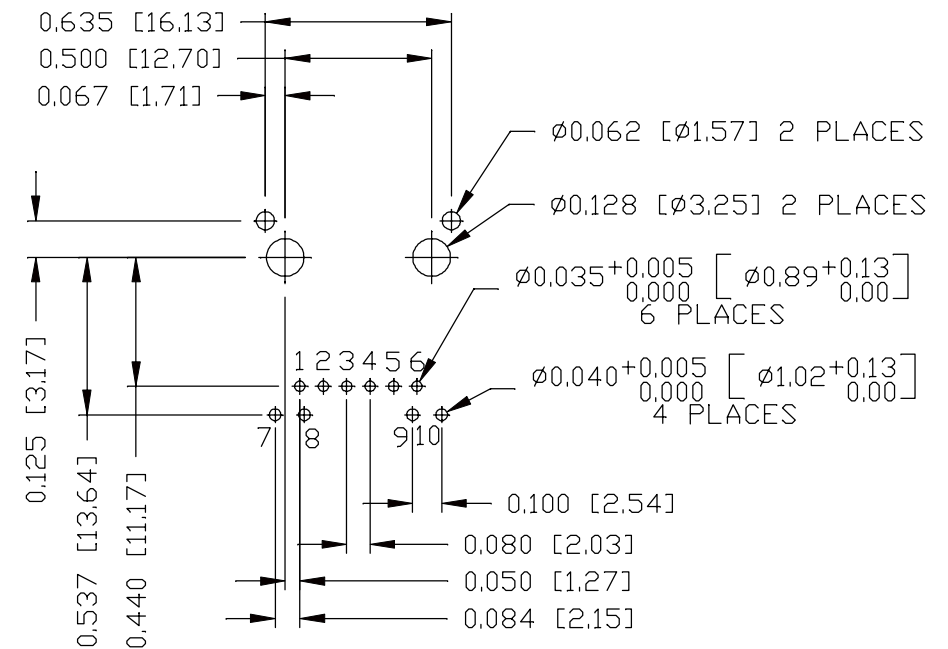 0.635 [16.13]
0.500 [12.70]
0.067 [1.71]
Ø0.062 [Ø1.57] 2 PLACES
Ø0.128 [Ø3.25] 2 PLACES
Ø0.035 +0.005 0.000 [Ø0.89 +0.13 0.00]
6 PLACES
1 2 3 4 5 6
Ø0.040 +0.005 0.000 [Ø1.02 +0.13 0.00]
4 PLACES
7 8 9 10
0.125 [3.17]
0.537 [13.64]
0.440 [11.17]
0.100 [2.54]
0.080 [2.03]
0.050 [1.27]
0.084 [2.15]